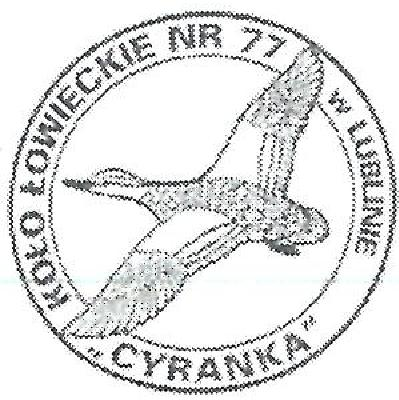 KOŁO ŁOWIECKIE NR 77
W LUBLINIE
„CYRANKA”